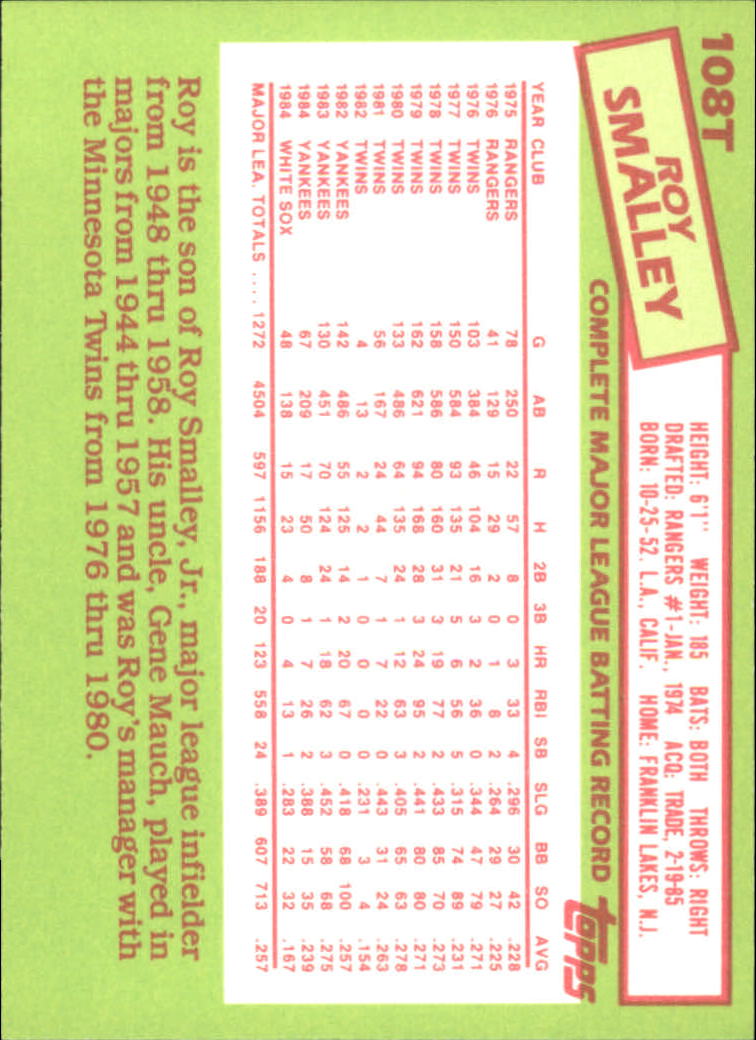 108T
ROY
SMALLEY
HEIGHT: 6'1" WEIGHT: 185 BATS: BOTH THROWS: RIGHT
DRAFTED: RANGERS #1-JAN., 1974 ACQ: TRADE, 2-19-85
BORN: 10-25-52, L.A., CALIF. HOME: FRANKLIN LAKES, N.J.
COMPLETE MAJOR LEAGUE BATTING RECORD topps
YEAR CLUB G AB R H 2B 3B HR RBI SB SLG BB SO AVG
1975 RANGERS 78 250 22 57 8 0 3 33 4 .296 30 42 .228
1976 RANGERS 41 129 15 29 2 0 1 8 2 .264 29 27 .225
1976 TWINS 103 384 46 104 16 3 2 36 0 .344 47 79 .271
1977 TWINS 150 584 93 135 21 5 6 56 5 .315 74 89 .231
1978 TWINS 158 586 80 160 31 3 19 77 2 .433 85 70 .273
1979 TWINS 162 621 94 168 28 3 24 95 2 .441 80 80 .271
1980 TWINS 133 486 64 135 24 1 12 63 3 .405 65 63 .278
1981 TWINS 56 167 24 44 7 1 7 22 0 .443 31 24 .263
1982 TWINS 4 13 2 2 1 0 0 0 0 .231 3 4 .154
1982 YANKEES 142 486 55 125 14 2 20 67 0 .418 68 100 .257
1983 YANKEES 130 451 70 124 24 1 18 62 3 .452 58 68 .275
1984 YANKEES 67 209 17 50 8 1 7 26 2 .388 15 35 .239
1984 WHITE SOX 48 138 15 23 4 0 4 13 1 .283 22 32 .167
MAJOR LEA. TOTALS .... 1272 4504 597 1156 188 20 123 558 24 .389 607 713 .257
Roy is the son of Roy Smalley, Jr., major league infielder
from 1948 thru 1958. His uncle, Gene Mauch, played in
majors from 1944 thru 1957 and was Roy's manager with
the Minnesota Twins from 1976 thru 1980.